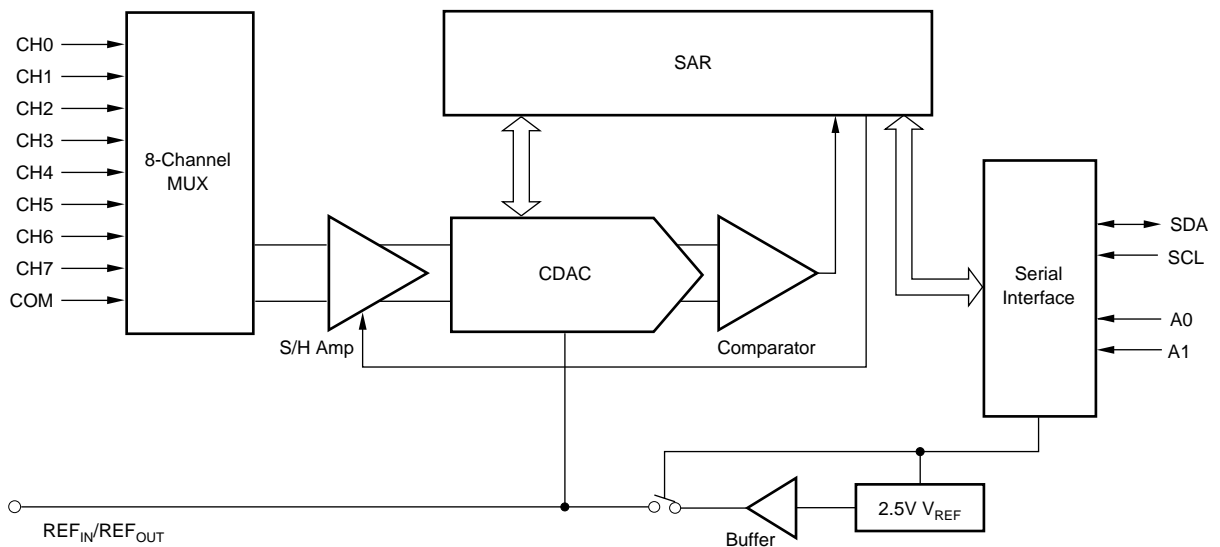 CH0
CH1
CH2
CH3
CH4
CH5
CH6
CH7
COM
8-Channel
MUX
SAR
S/H Amp
CDAC
Comparator
Serial
Interface
SDA
SCL
A0
A1
REFIN/REFOUT
Buffer
2.5V VREF